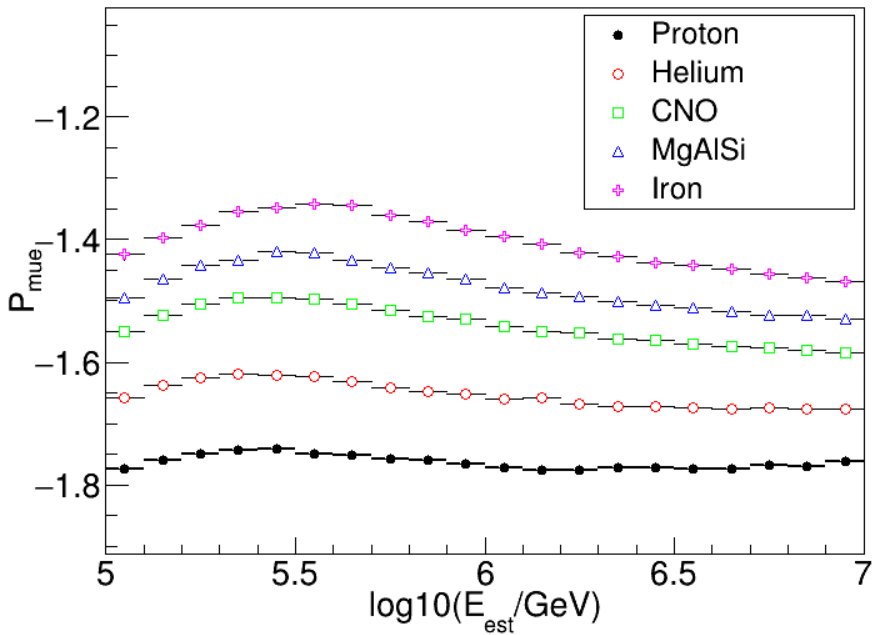 Proton
Helium
CNO
MgAlSi
Iron
−1.2
−1.4
−1.6
−1.8
P_mue
5
5.5
6
6.5
7
log10(E_est/GeV)